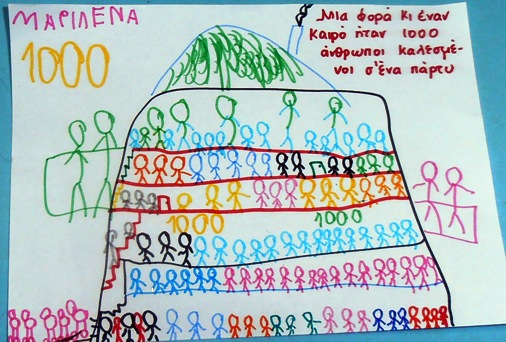 ΜΑΡΙΛΕΝΑ
1000
Μια φορά κι έναν
καιρό ήταν 1000
άνθρωποι καλεσμέ-
νοι σ'ένα πάρτυ
1000
1000